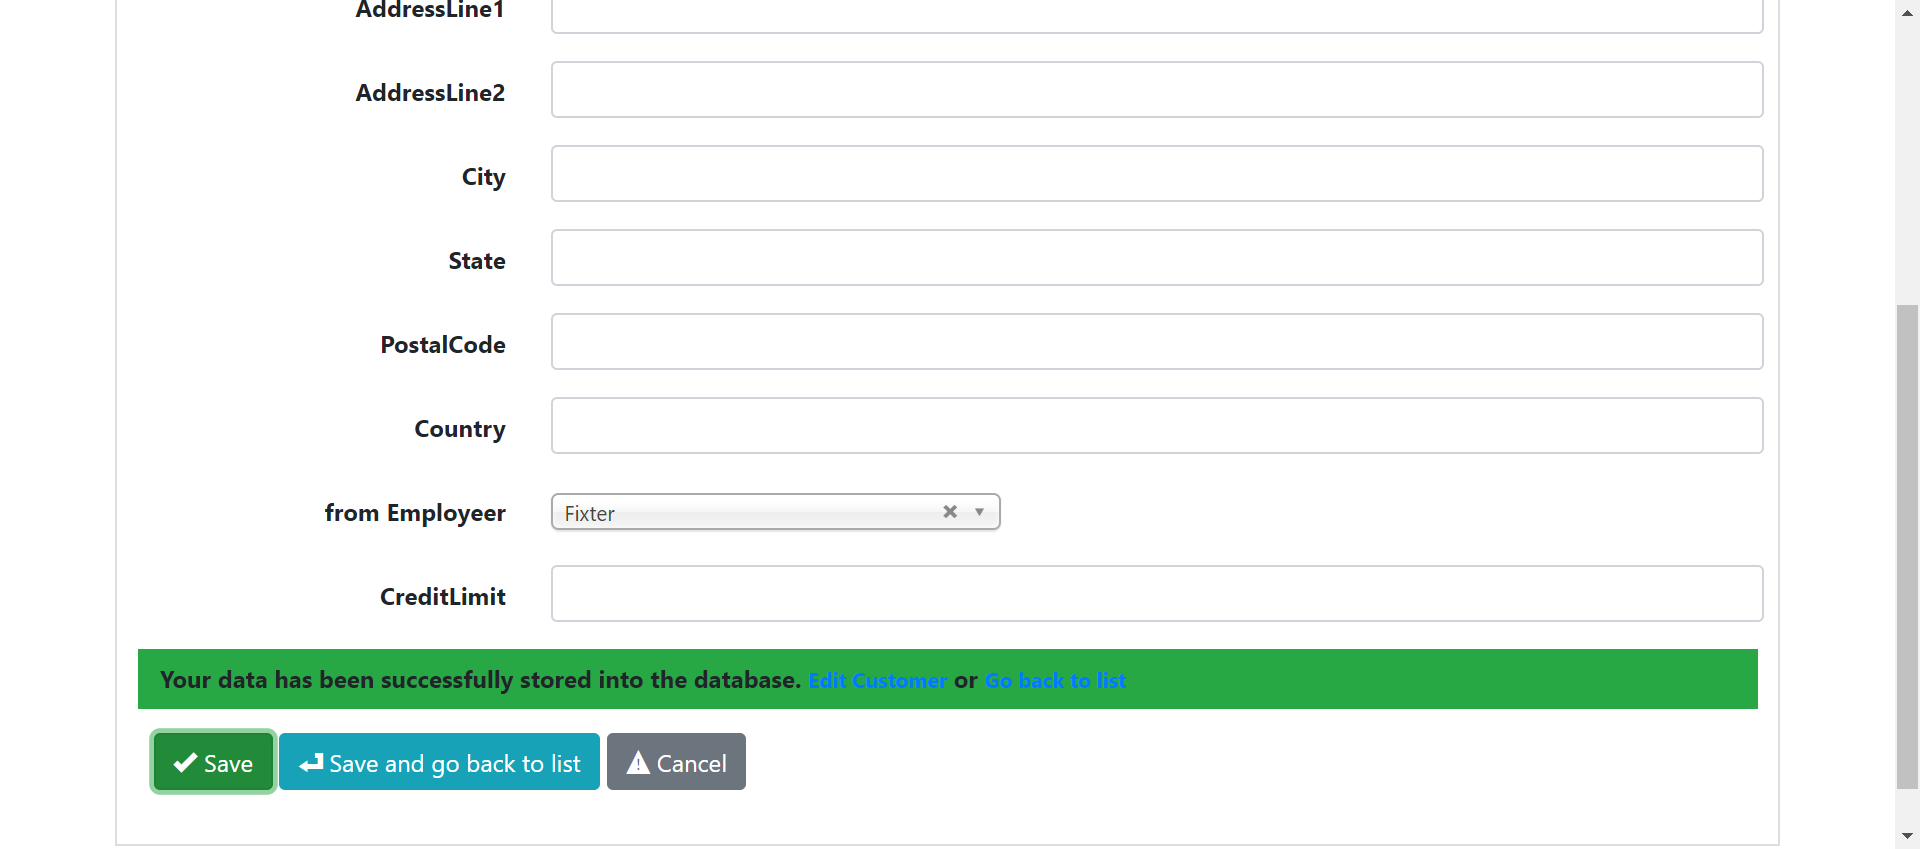 AddressLine1
AddressLine2
City
State
PostalCode
Country
from Employeer
Fixter
CreditLimit
Your data has been successfully stored into the database. Edit Customer or Go back to list
Save
Save and go back to list
Cancel